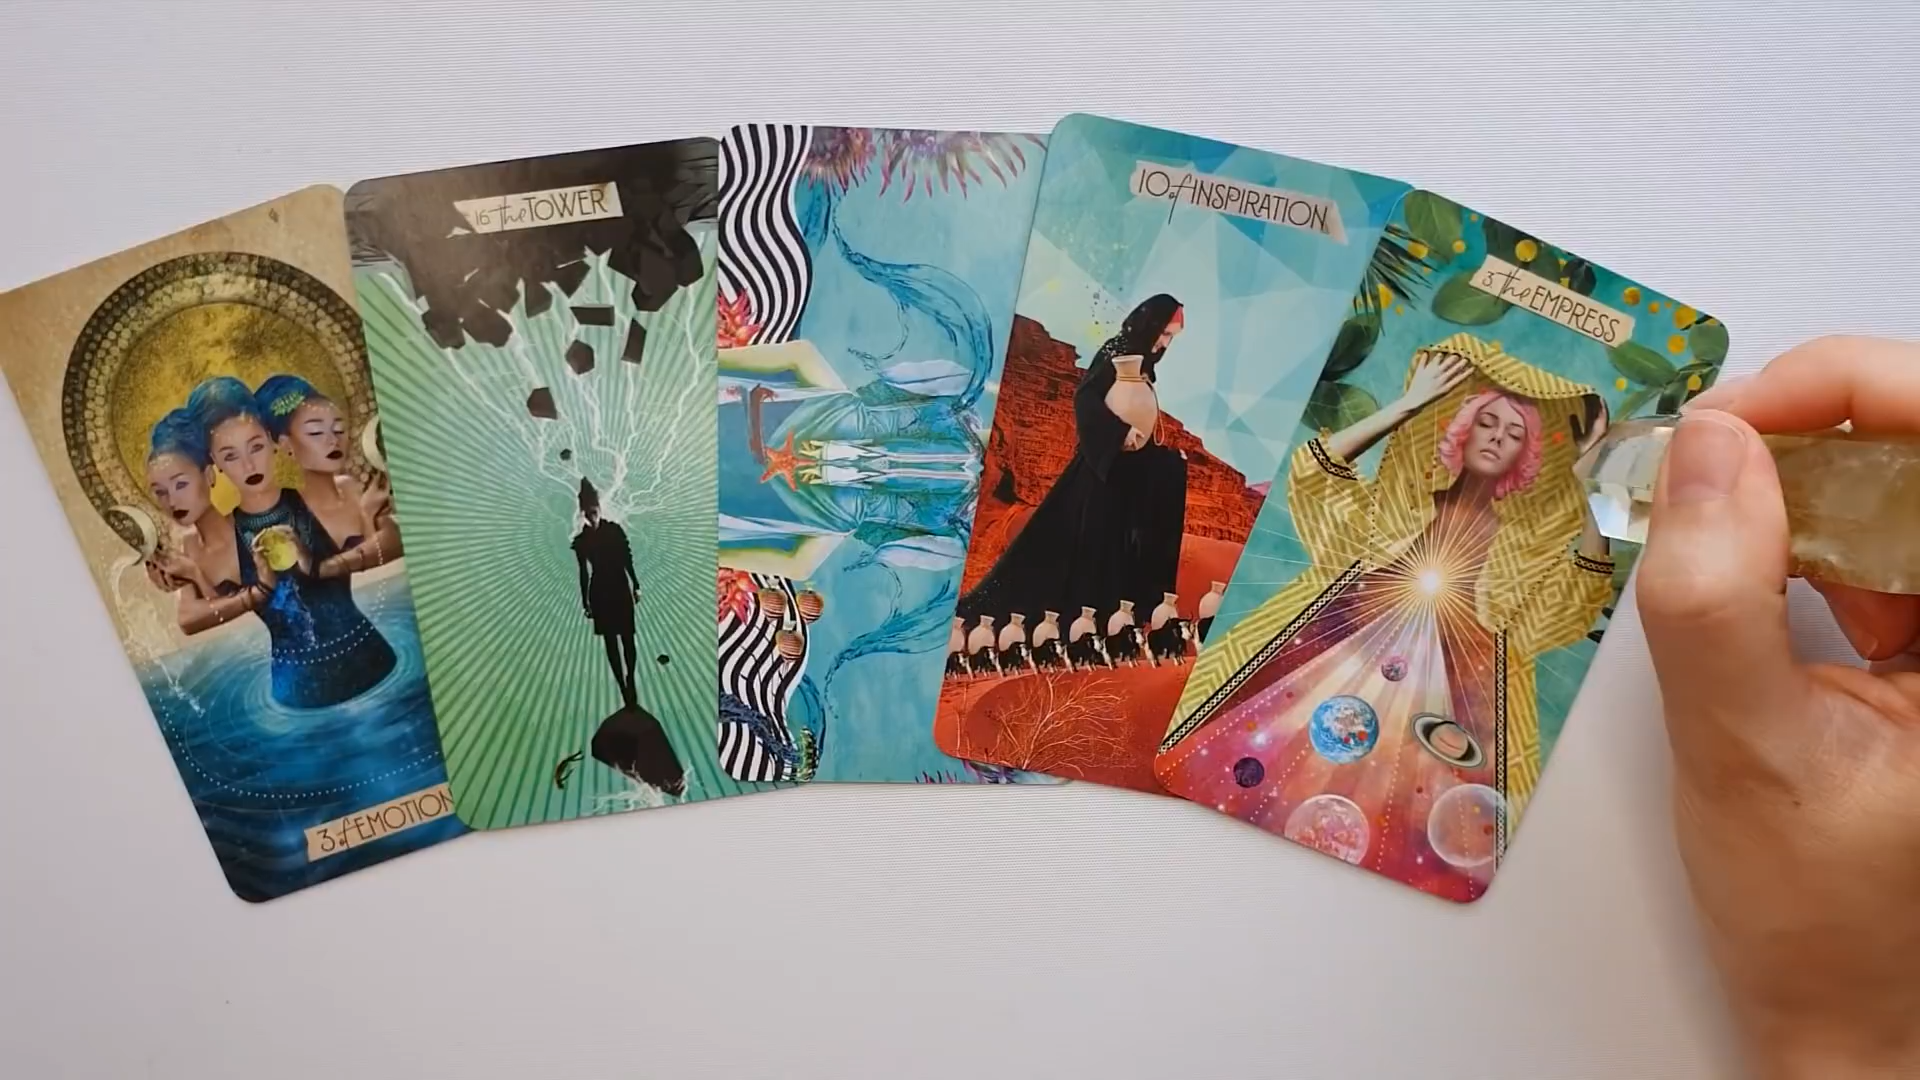 16 the TOWER
10 of INSPIRATION
3 the EMPRESS
3 of EMOTION